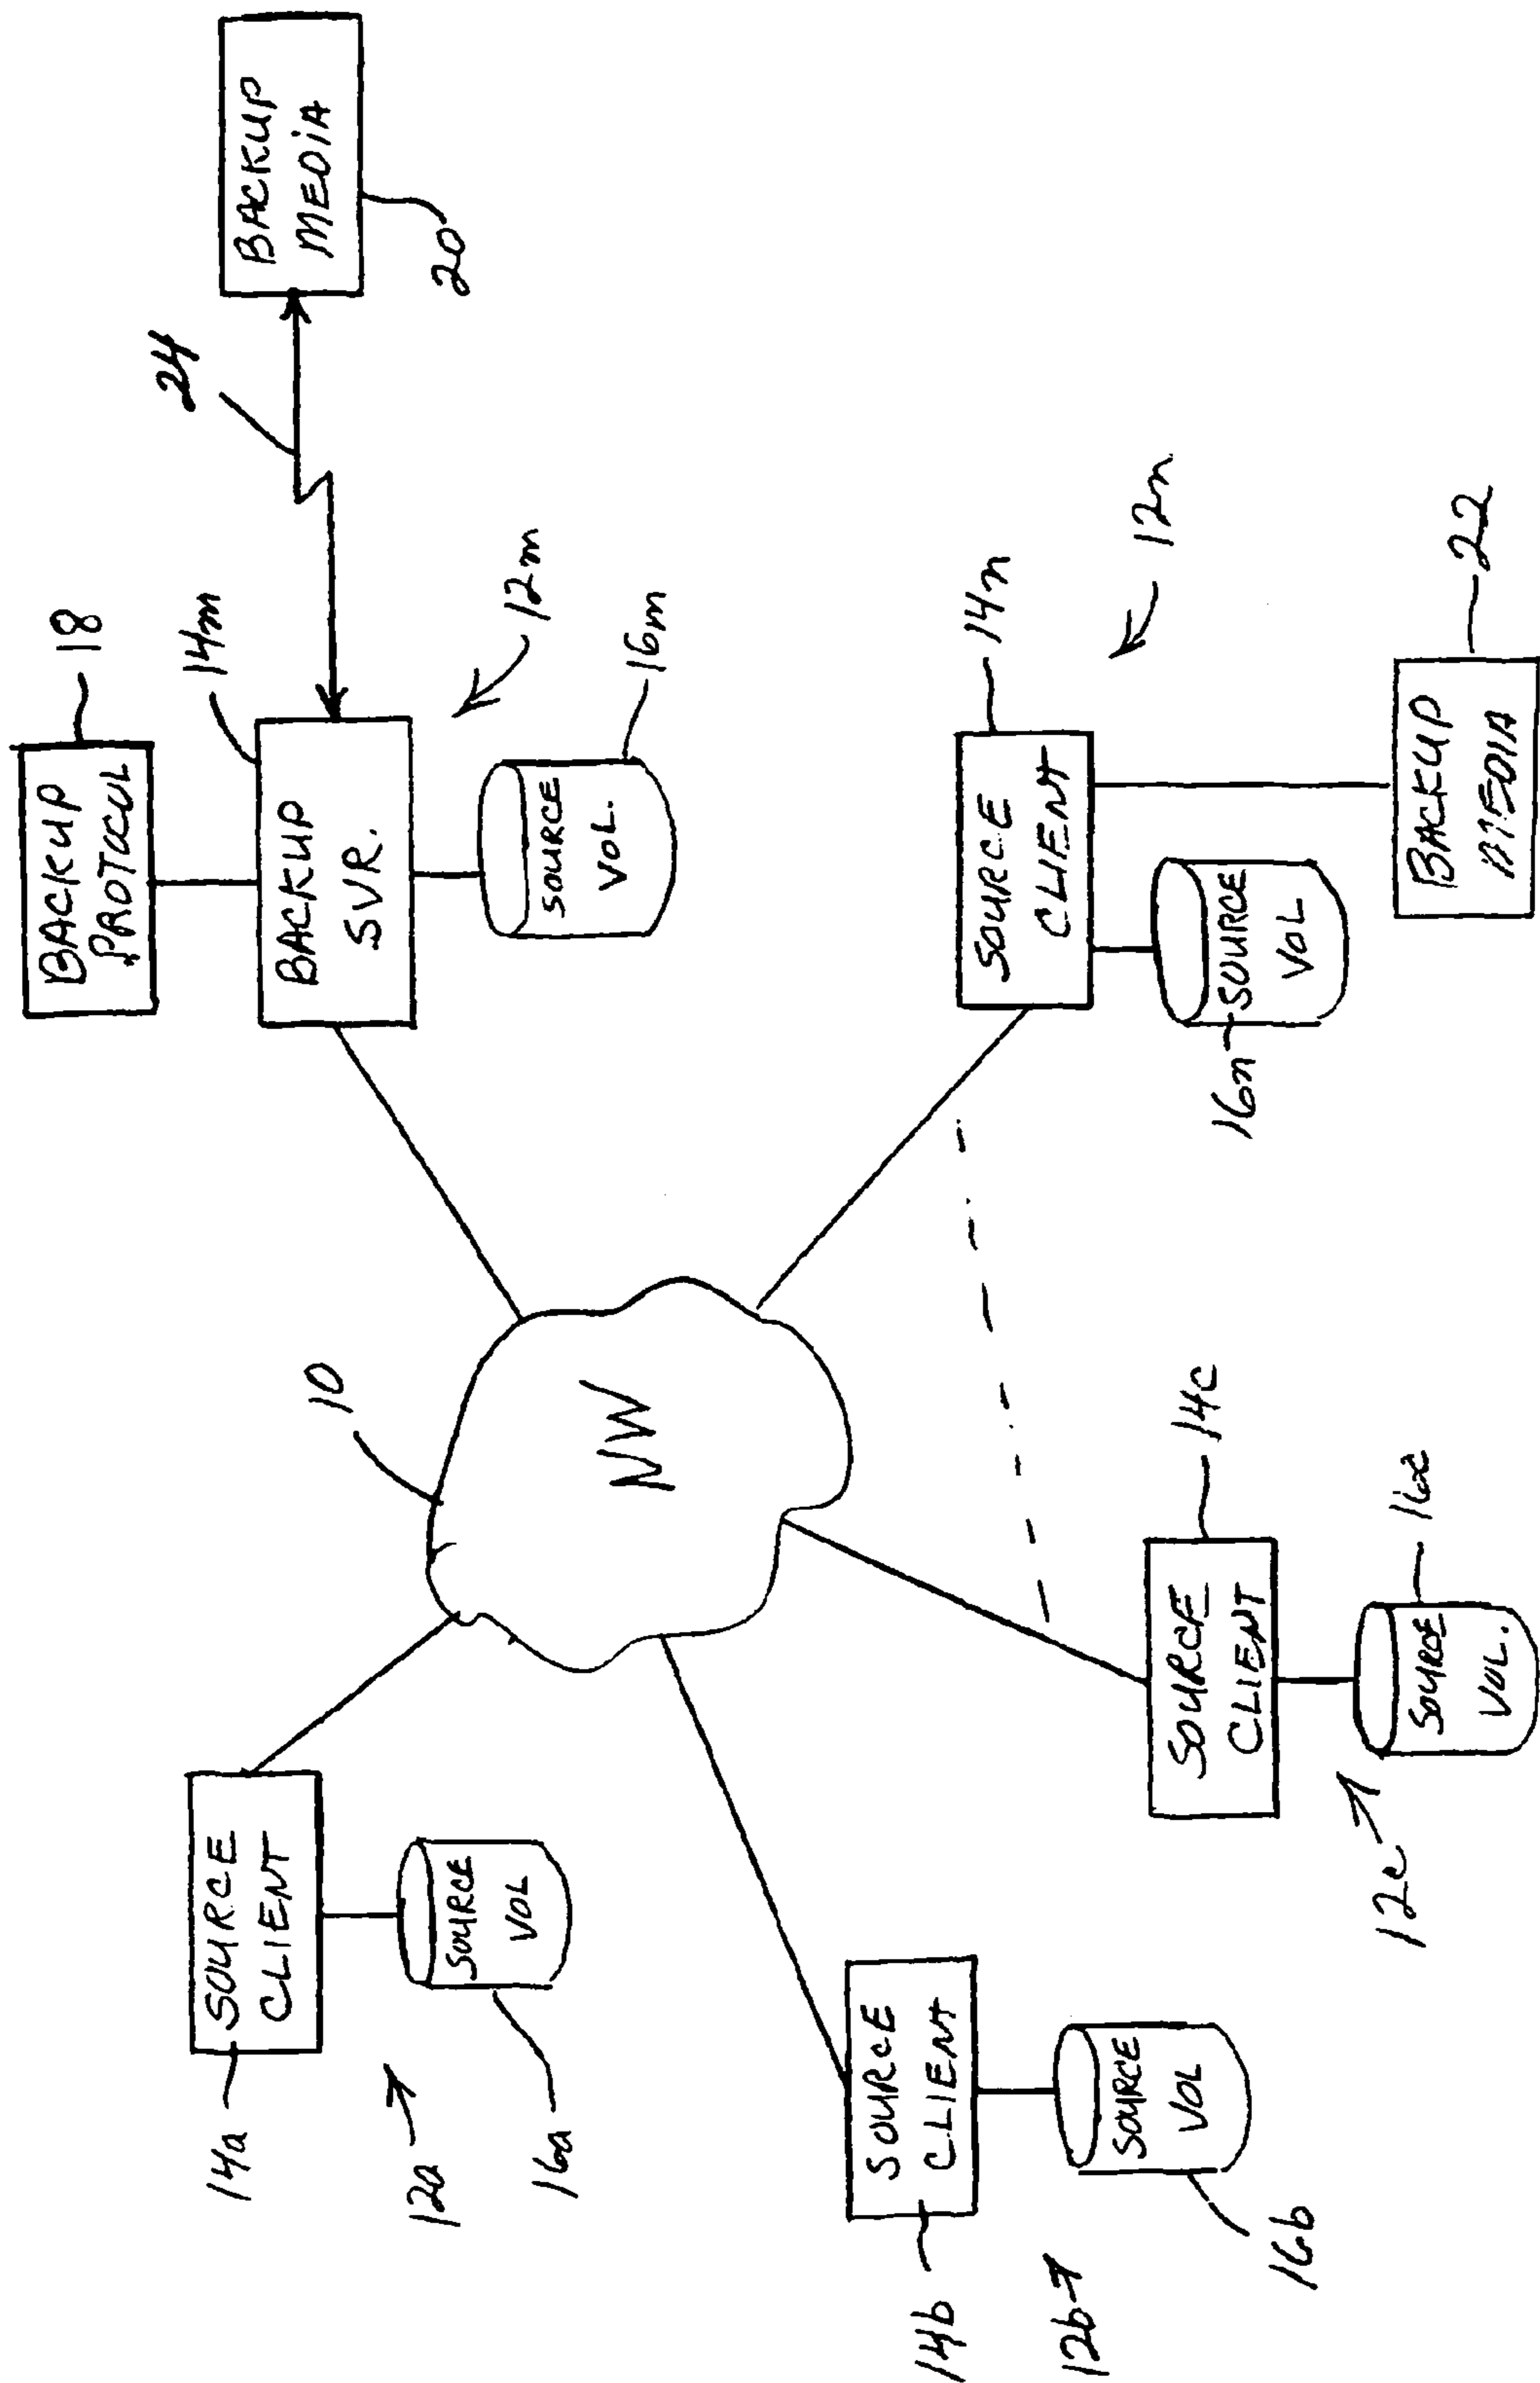 BACKUP
PROTOCOL
18
14m
BACKUP
SVR.
24
BACKUP
MEDIA
20
12m
SOURCE
VOL.
16m
14a
SOURCE
CLIENT
12a
SOURCE
VOL
16a
10
NW
14n
SOURCE
CLIENT
12n
16n
SOURCE
VOL
BACKUP
MEDIA
22
14b
SOURCE
CLIENT
12b
SOURCE
VOL
16b
14c
SOURCE
CLIENT
12c
SOURCE
VOL.
16c